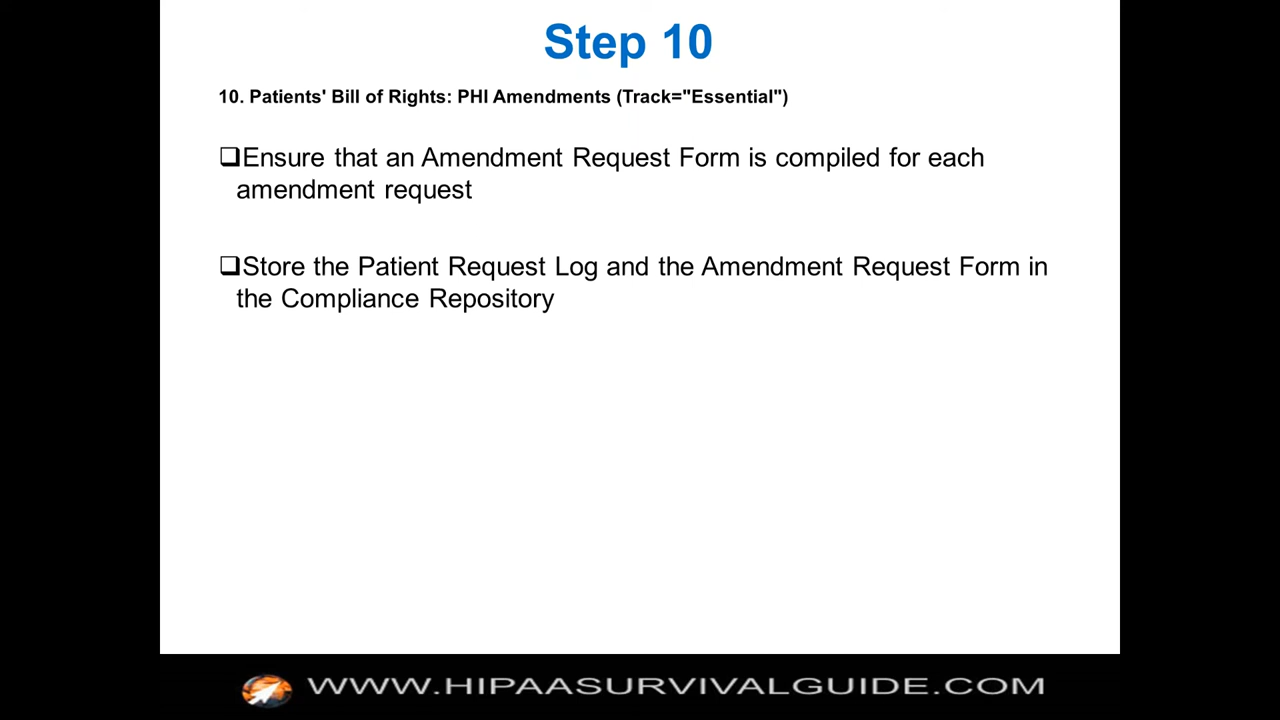 Step 10
10. Patients' Bill of Rights: PHI Amendments (Track="Essential")
❑Ensure that an Amendment Request Form is compiled for each
amendment request
❑Store the Patient Request Log and the Amendment Request Form in
the Compliance Repository
WWW.HIPAASURVIVALGUIDE.COM